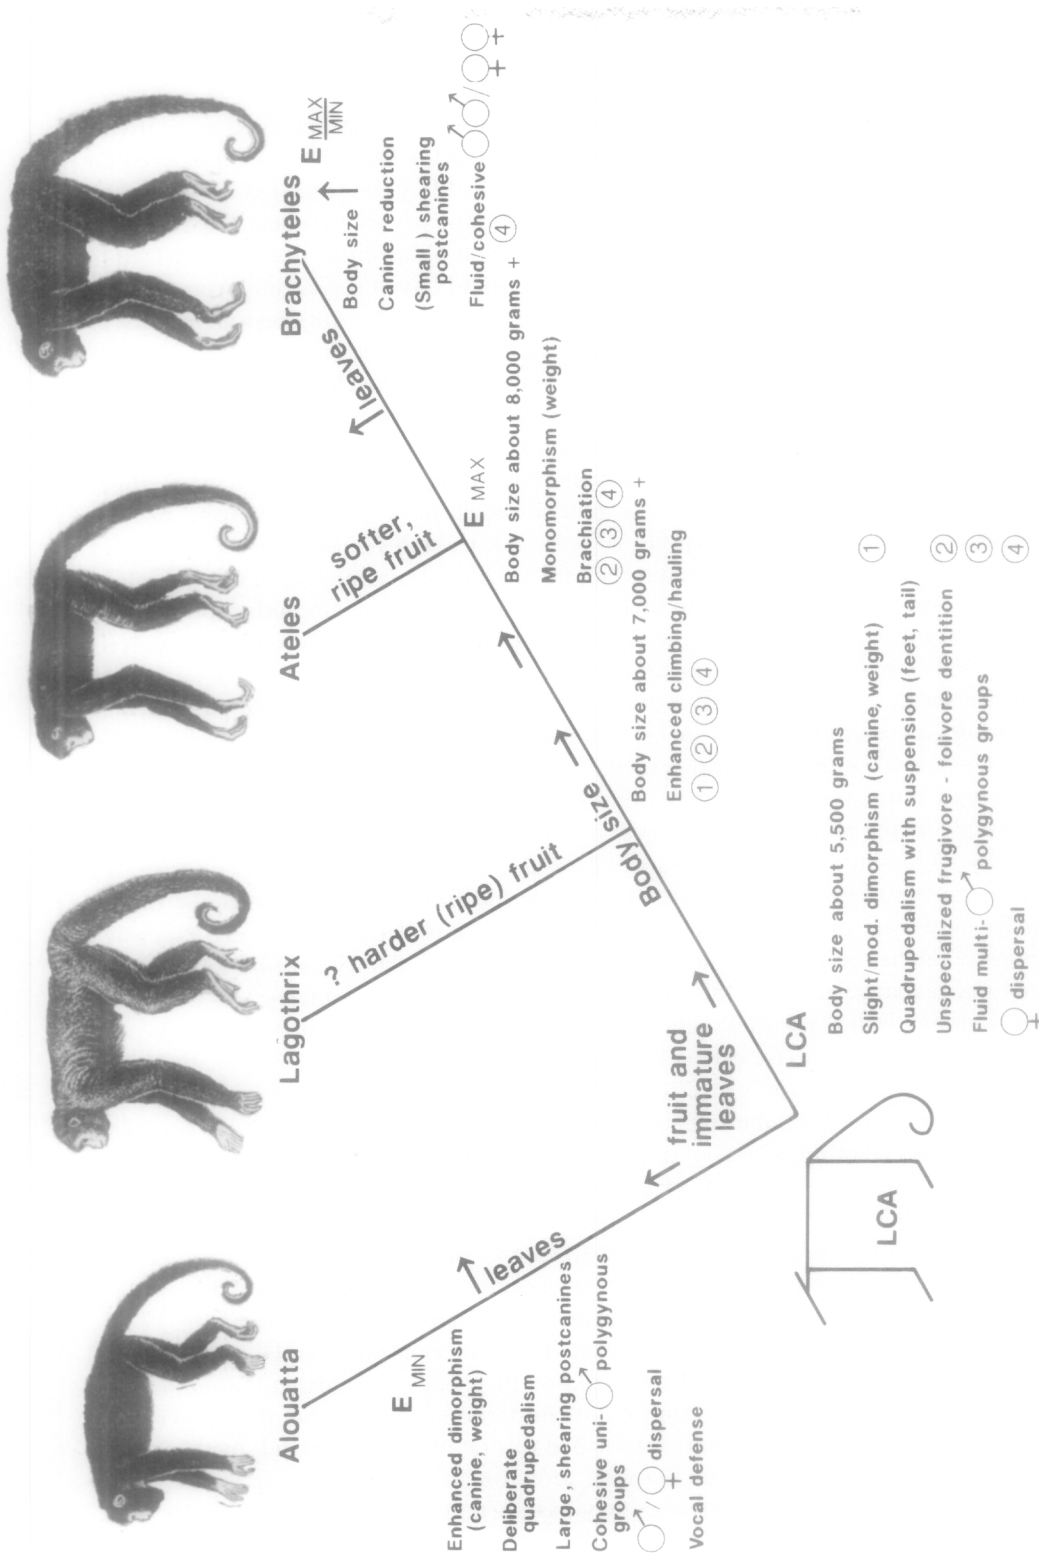 Alouatta
Lagothrix
Ateles
Brachyteles
E MIN
Enhanced dimorphism
(canine, weight)
Deliberate
quadrupedalism
Large, shearing postcanines
Cohesive uni-♂ polygynous
groups
♂/♀ dispersal
Vocal defense
leaves
fruit and
immature
leaves
LCA
LCA
Body size about 5,500 grams
Slight/mod. dimorphism (canine, weight) ①
Quadrupedalism with suspension (feet, tail)
Unspecialized frugivore - folivore dentition ②
Fluid multi-♂ polygynous groups ③
♀ dispersal ④
? harder (ripe) fruit
Body size
Body size about 7,000 grams +
Enhanced climbing/hauling
① ② ③ ④
softer,
ripe fruit
E MAX
Body size about 8,000 grams +
Monomorphism (weight)
Brachiation
② ③ ④
leaves
E MAX/MIN
Body size ↑
Canine reduction
(Small) shearing
postcanines
Fluid/cohesive ♂♂/♀♀
④